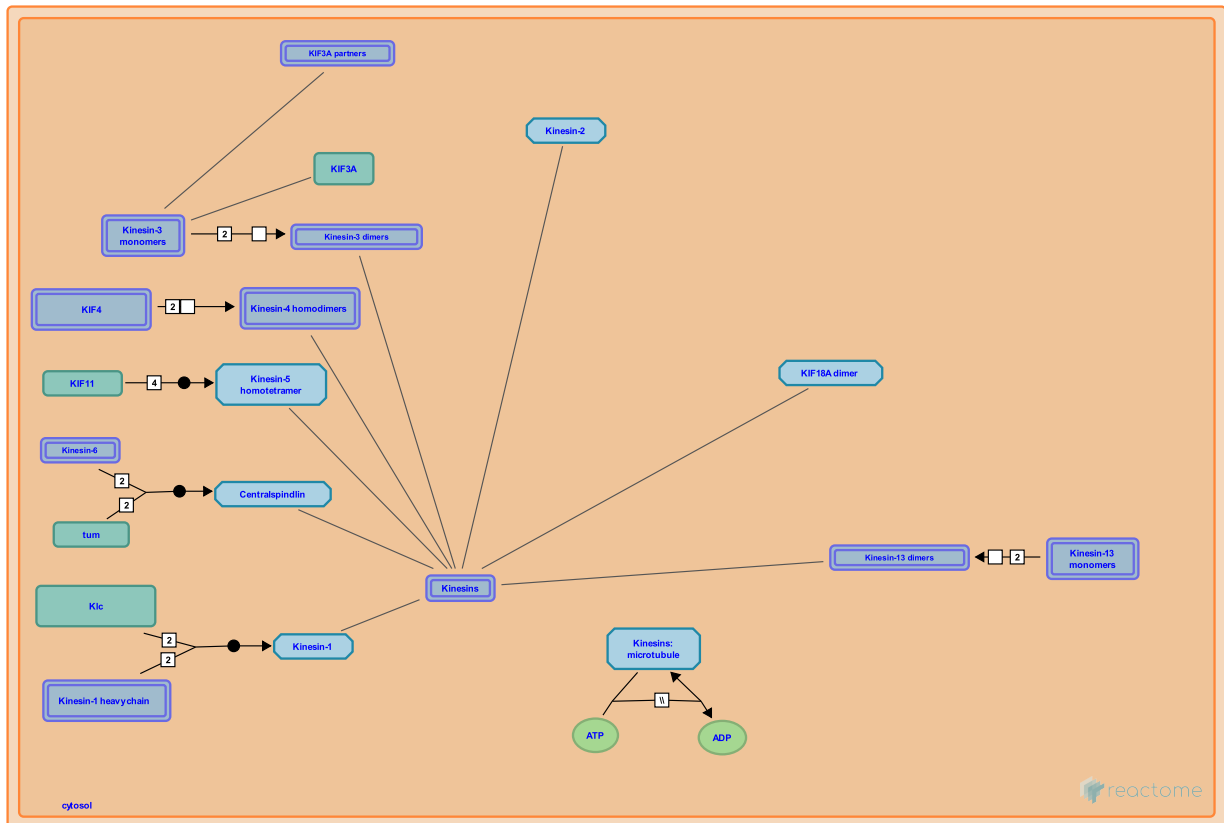 KIF3A partners
Kinesin-2
KIF3A
Kinesin-3
monomers
2
Kinesin-3 dimers
KIF4
2
Kinesin-4 homodimers
KIF11
4
Kinesin-5
homotetramer
KIF18A dimer
Kinesin-6
2
2
tum
Centralspindlin
Kinesin-13 dimers
2
Kinesin-13
monomers
Kinesins
Klc
2
2
Kinesin-1
Kinesin-1 heavychain
Kinesins:
microtubule
\\
ATP
ADP
reactome
cytosol